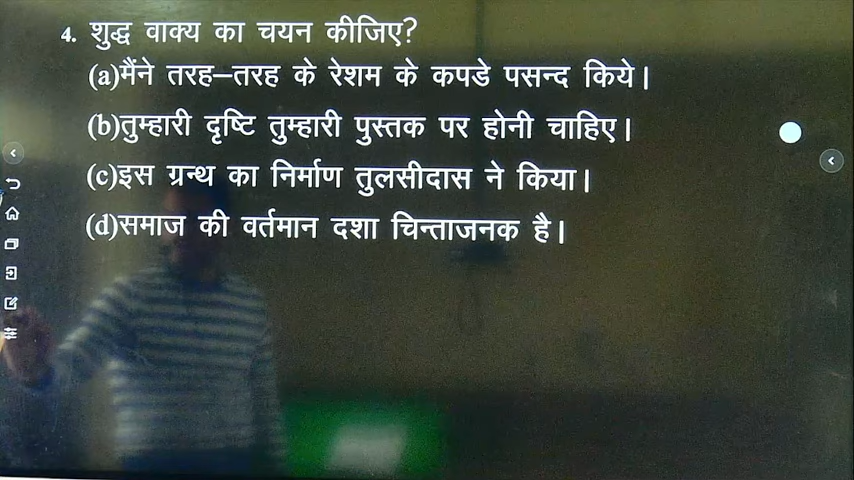 4. शुद्ध वाक्य का चयन कीजिए?
(a)मैंने तरह–तरह के रेशम के कपडे पसन्द किये।
(b)तुम्हारी दृष्टि तुम्हारी पुस्तक पर होनी चाहिए।
(c)इस ग्रन्थ का निर्माण तुलसीदास ने किया।
(d)समाज की वर्तमान दशा चिन्ताजनक है।